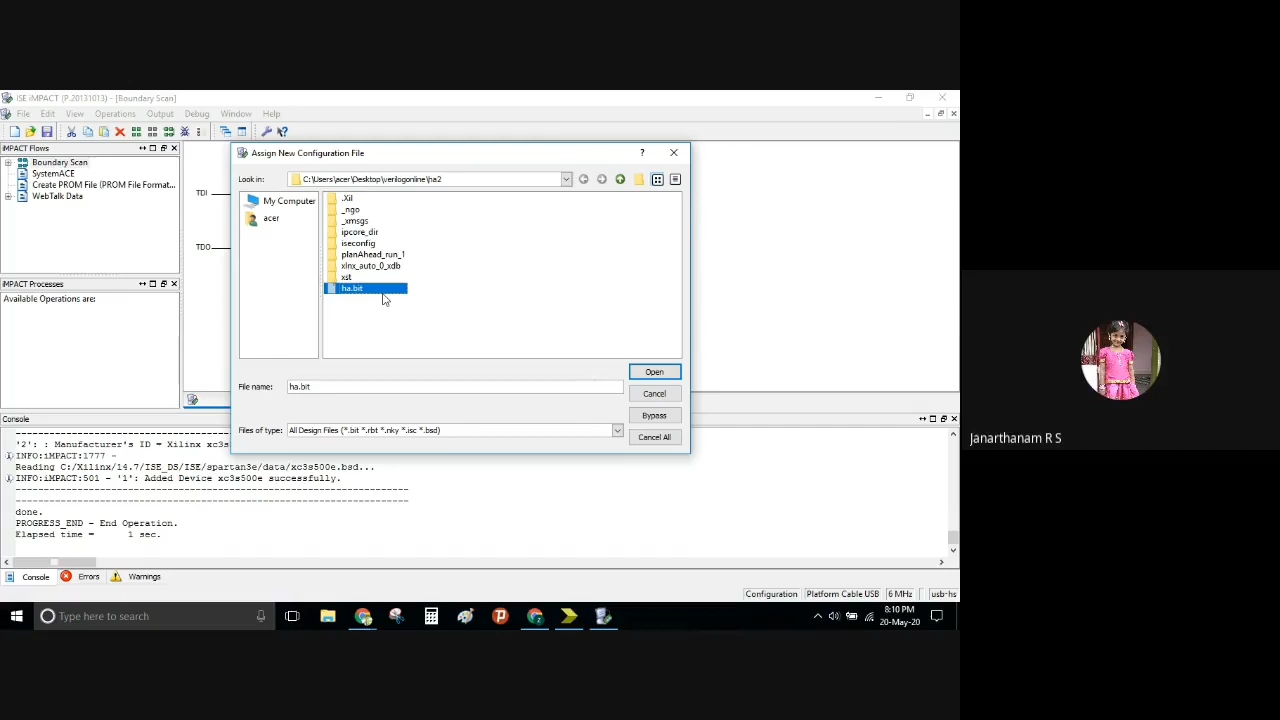 ISE iMPACT (P.20131013) - [Boundary Scan]
File Edit View Operations Output Debug Window Help
iMPACT Flows
Boundary Scan
SystemACE
Create PROM File (PROM File Format...
WebTalk Data
iMPACT Processes
Available Operations are:
TDI
TDO
Assign New Configuration File
?
Look in: C:\Users\acer\Desktop\verilogonline\ha2
My Computer
acer
.Xil
_ngo
_xmsgs
ipcore_dir
iseconfig
planAhead_run_1
xlnx_auto_0_xdb
xst
ha.bit
File name: ha.bit
Files of type: All Design Files (*.bit *.rbt *.nky *.isc *.bsd)
Open
Cancel
Bypass
Cancel All
Console
'2': : Manufacturer's ID = Xilinx xc3s
INFO:iMPACT:1777 -
Reading C:/Xilinx/14.7/ISE_DS/ISE/spartan3e/data/xc3s500e.bsd...
INFO:iMPACT:501 - '1': Added Device xc3s500e successfully.
----------------------------------------------------------------------
----------------------------------------------------------------------
done.
PROGRESS_END - End Operation.
Elapsed time =      1 sec.
Console Errors Warnings
Configuration Platform Cable USB 6 MHz usb-hs
Type here to search
8:10 PM
20-May-20
Janarthanam R S